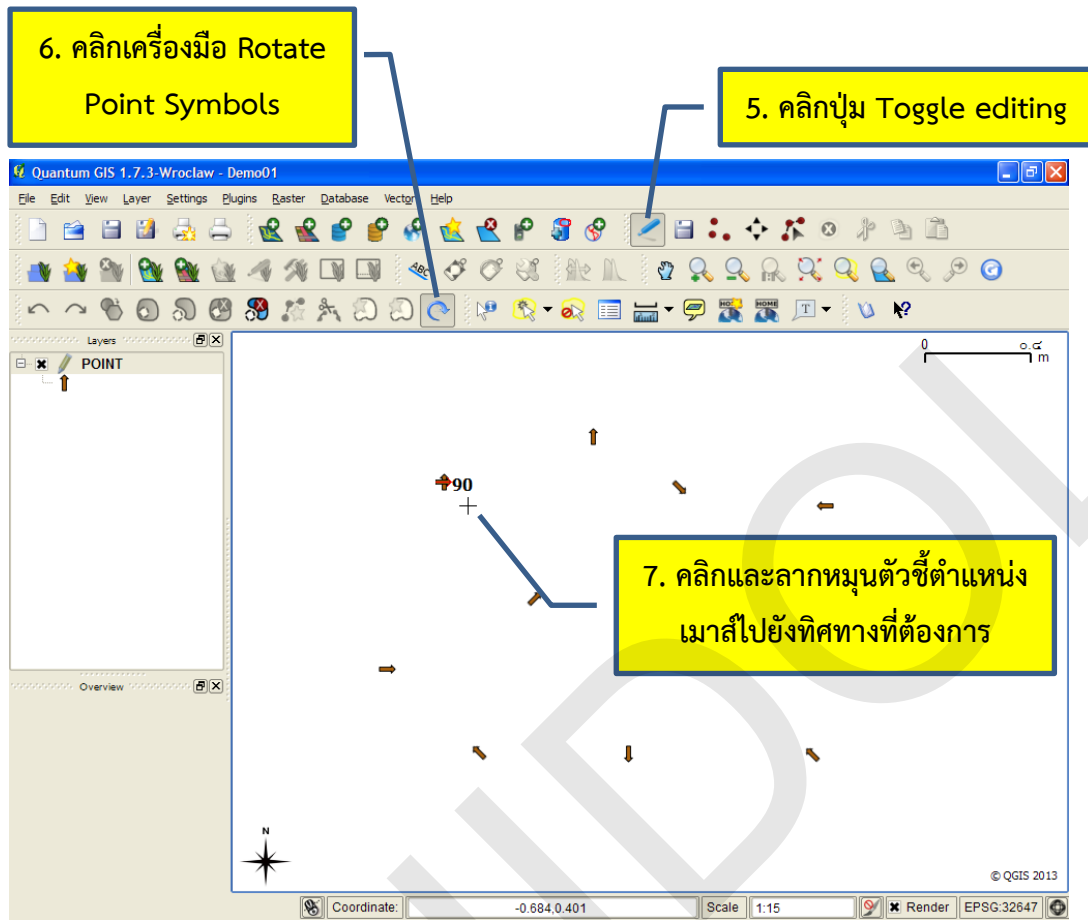 6. คลิกเครื่องมือ Rotate
Point Symbols
5. คลิกปุ่ม Toggle editing
Quantum GIS 1.7.3-Wroclaw - Demo01
File Edit View Layer Settings Plugins Raster Database Vector Help
Layers
POINT
0 ๐.๔
m
90
7. คลิกและลากหมุนตัวชี้ตำแหน่ง
เมาส์ไปยังทิศทางที่ต้องการ
Overview
N
© QGIS 2013
Coordinate: -0.684,0.401 Scale 1:15 Render EPSG:32647